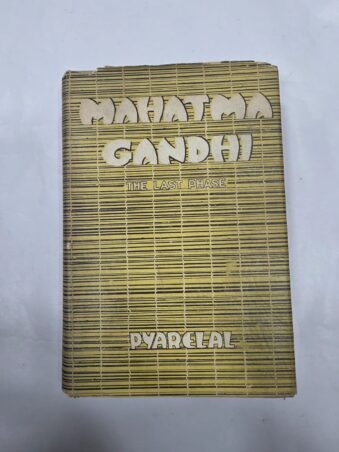 MAHATMA
GANDHI
THE LAST PHASE
PYARELAL